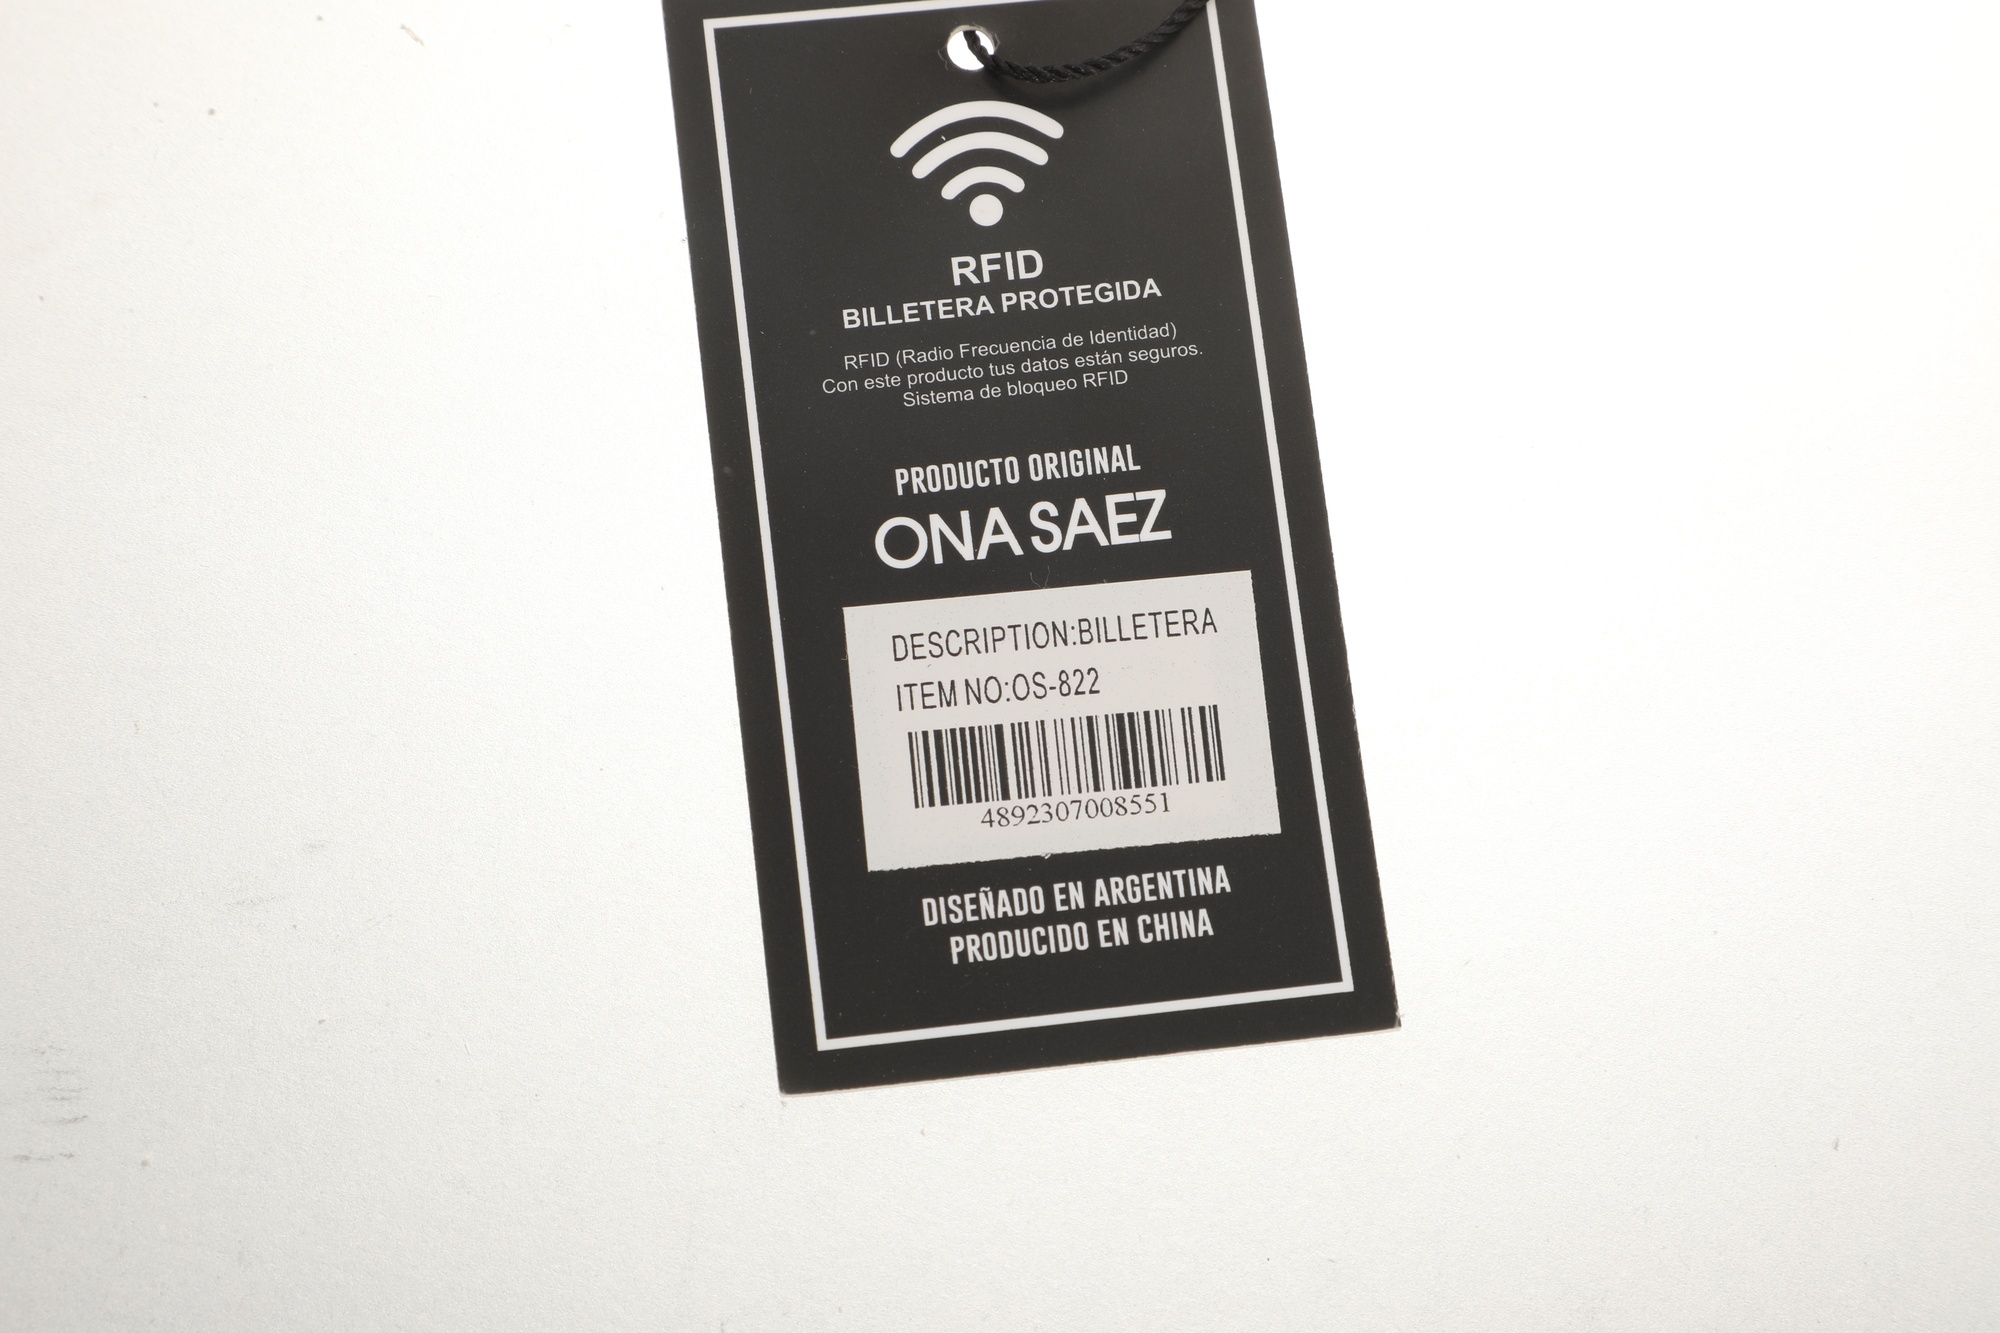 RFID
BILLETERA PROTEGIDA
RFID (Radio Frecuencia de Identidad)
Con este producto tus datos están seguros.
Sistema de bloqueo RFID
PRODUCTO ORIGINAL
ONA SAEZ
DESCRIPTION:BILLETERA
ITEM NO:OS-822
4892307008551
DISEÑADO EN ARGENTINA
PRODUCIDO EN CHINA